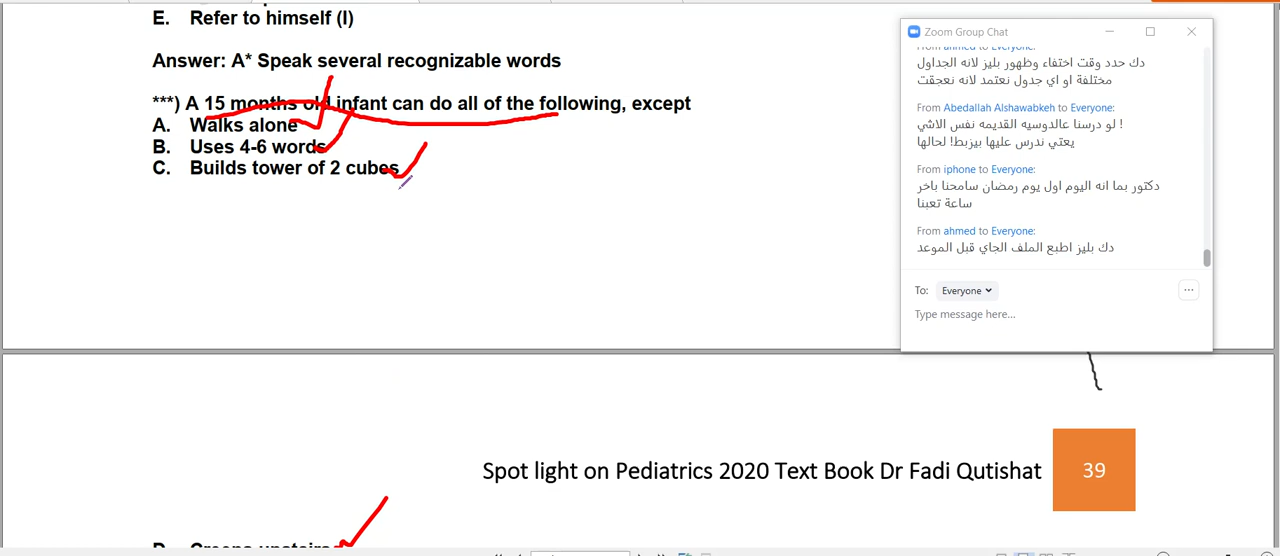 E. Refer to himself (I)
Answer: A* Speak several recognizable words
***) A 15 months old infant can do all of the following, except
A. Walks alone
B. Uses 4-6 words
C. Builds tower of 2 cubes
Spot light on Pediatrics 2020 Text Book Dr Fadi Qutishat
39
D. Creeps upstairs
Zoom Group Chat
From ahmed to Everyone:
دك حدد وقت اختفاء وظهور بليز لانه الجداول
مختلفة او اي جدول نعتمد لانه نعجقت
From Abedallah Alshawabkeh to Everyone:
لو درسنا عالدوسيه القديمه نفس الاشي !
يعتي ندرس عليها بيزبط! لحالها
From iphone to Everyone:
دكتور بما انه اليوم اول يوم رمضان سامحنا باخر
ساعة تعبنا
From ahmed to Everyone:
دك بليز اطبع الملف الجاي قبل الموعد
To: Everyone
Type message here...